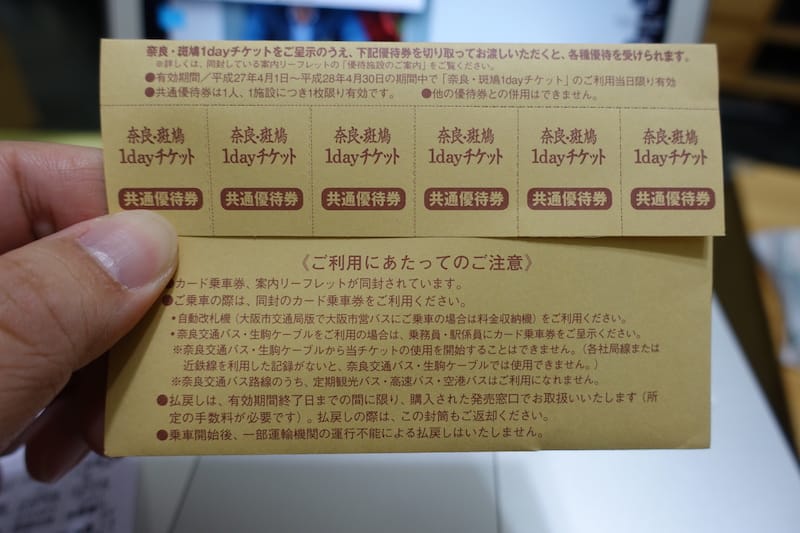 奈良・斑鳩1dayチケットをご呈示のうえ、下記優待券を切り取ってお渡しいただくと、各種優待を受けられます。
※詳しくは、同封している案内リーフレットの「優待施設のご案内」をご覧ください。
●有効期間/平成27年4月1日〜平成28年4月30日の期間中で「奈良・斑鳩1dayチケット」のご利用当日限り有効
●共通優待券は1人、1施設につき1枚限り有効です。 ●他の優待券との併用はできません。
奈良・斑鳩 奈良・斑鳩 奈良・斑鳩 奈良・斑鳩 奈良・斑鳩 奈良・斑鳩
1dayチケット 1dayチケット 1dayチケット 1dayチケット 1dayチケット 1dayチケット
共通優待券 共通優待券 共通優待券 共通優待券 共通優待券 共通優待券
《ご利用にあたってのご注意》
●カード乗車券、案内リーフレットが同封されています。
●ご乗車の際は、同封のカード乗車券をご利用ください。
・自動改札機(大阪市交通局版で大阪市営バスにご乗車の場合は料金収納機)をご利用ください。
・奈良交通バス・生駒ケーブルをご利用の場合は、乗務員・駅係員にカード乗車券をご呈示ください。
※奈良交通バス・生駒ケーブルから当チケットの使用を開始することはできません。(各社局線または
近鉄線を利用した記録がないと、奈良交通バス・生駒ケーブルでは使用できません。)
※奈良交通バス路線のうち、定期観光バス・高速バス・空港バスはご利用になれません。
●払戻しは、有効期間終了日までの間に限り、購入された発売窓口でお取扱いいたします(所
定の手数料が必要です)。払戻しの際は、この封筒もご返却ください。
●乗車開始後、一部運輸機関の運行不能による払戻しはいたしません。